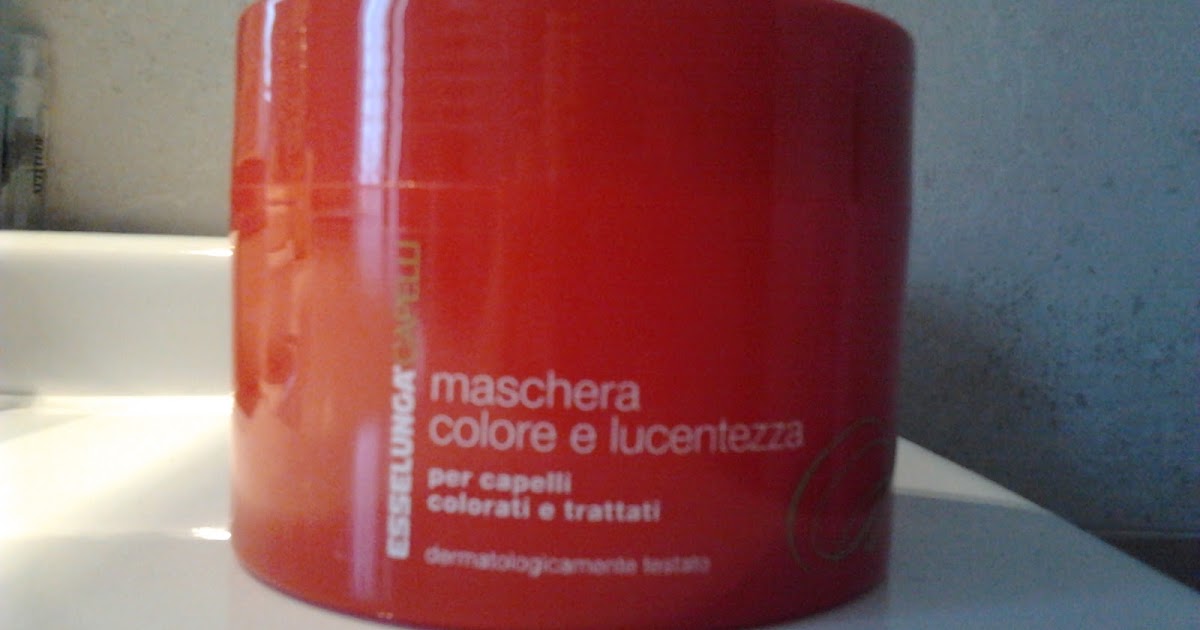 ESSELUNGA CAPELLI
maschera
colore e lucentezza
per capelli
colorati e trattati
dermatologicamente testato